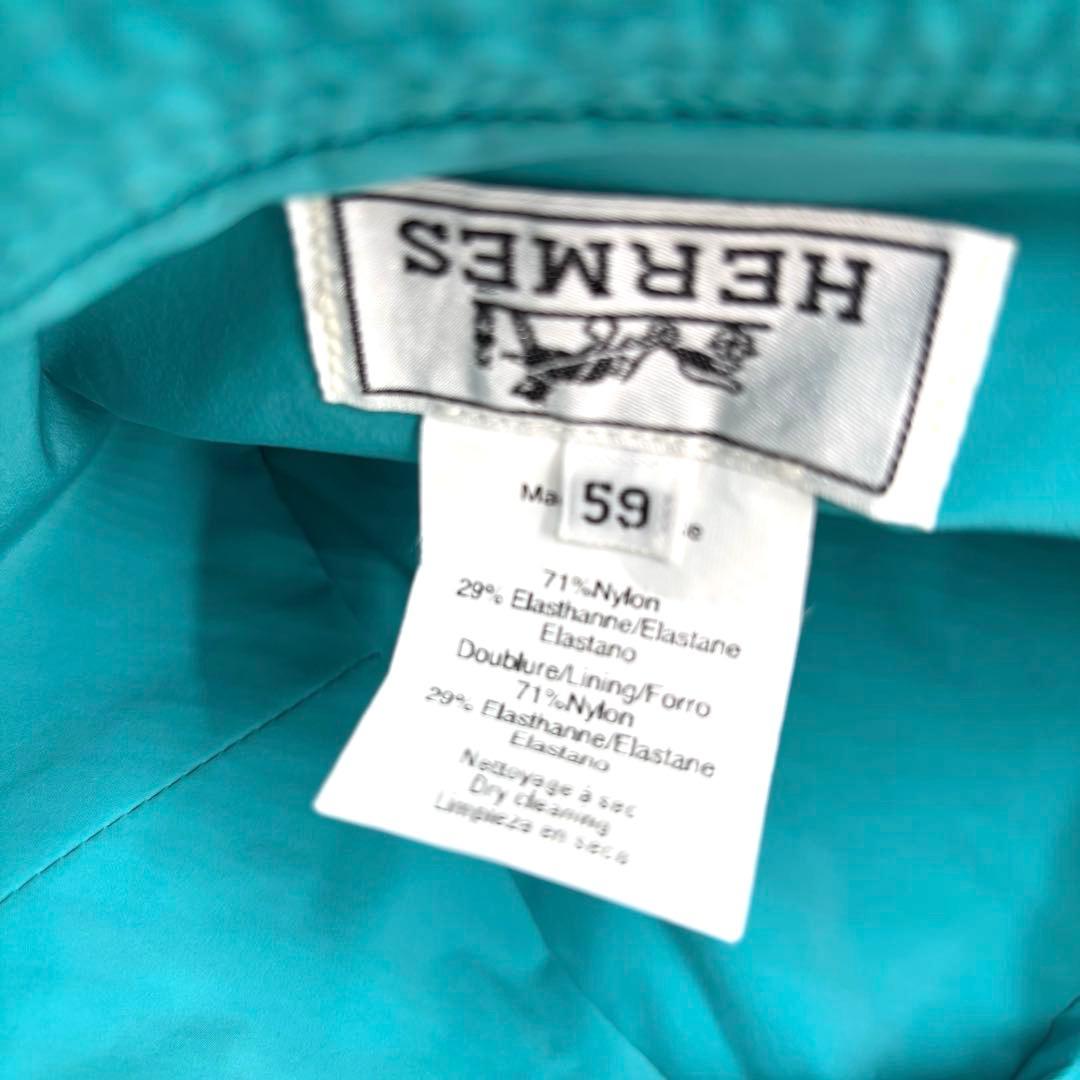 HERMES
59
71%Nylon
29% Elasthanne/Elastane
Elastano
Doublure/Lining/Forro
71%Nylon
29% Elasthanne/Elastane
Elastano
Nettoyage à sec
Dry cleaning
Limpieza en seco